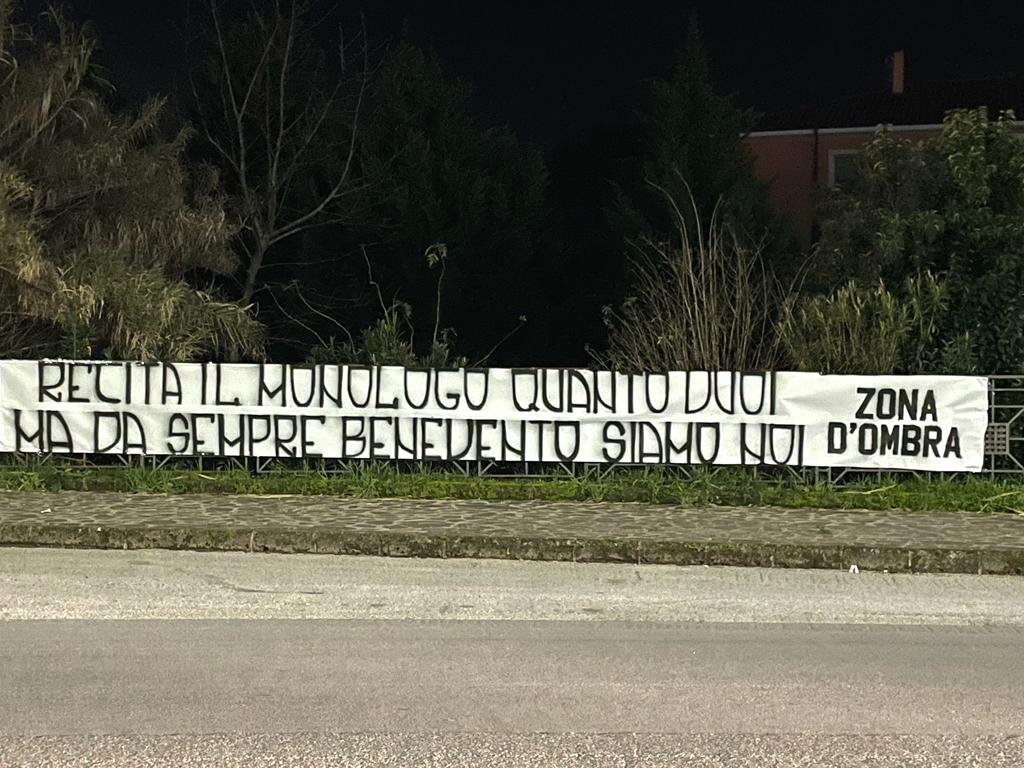 RECITA IL MONOLOGO QUANTO VUOI
MA DA SEMPRE BENEVENTO SIAMO NOI
ZONA
D'OMBRA